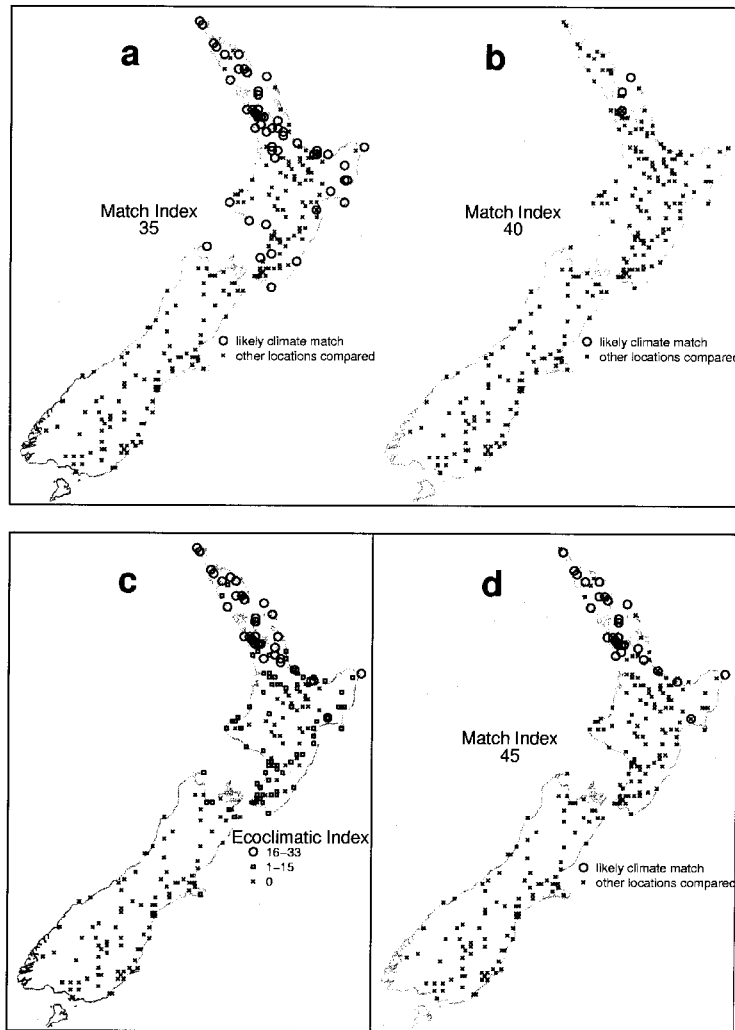 a
Match Index
35
likely climate match
other locations compared
b
Match Index
40
likely climate match
other locations compared
c
Ecoclimatic Index
16–33
1–15
0
d
Match Index
45
likely climate match
other locations compared